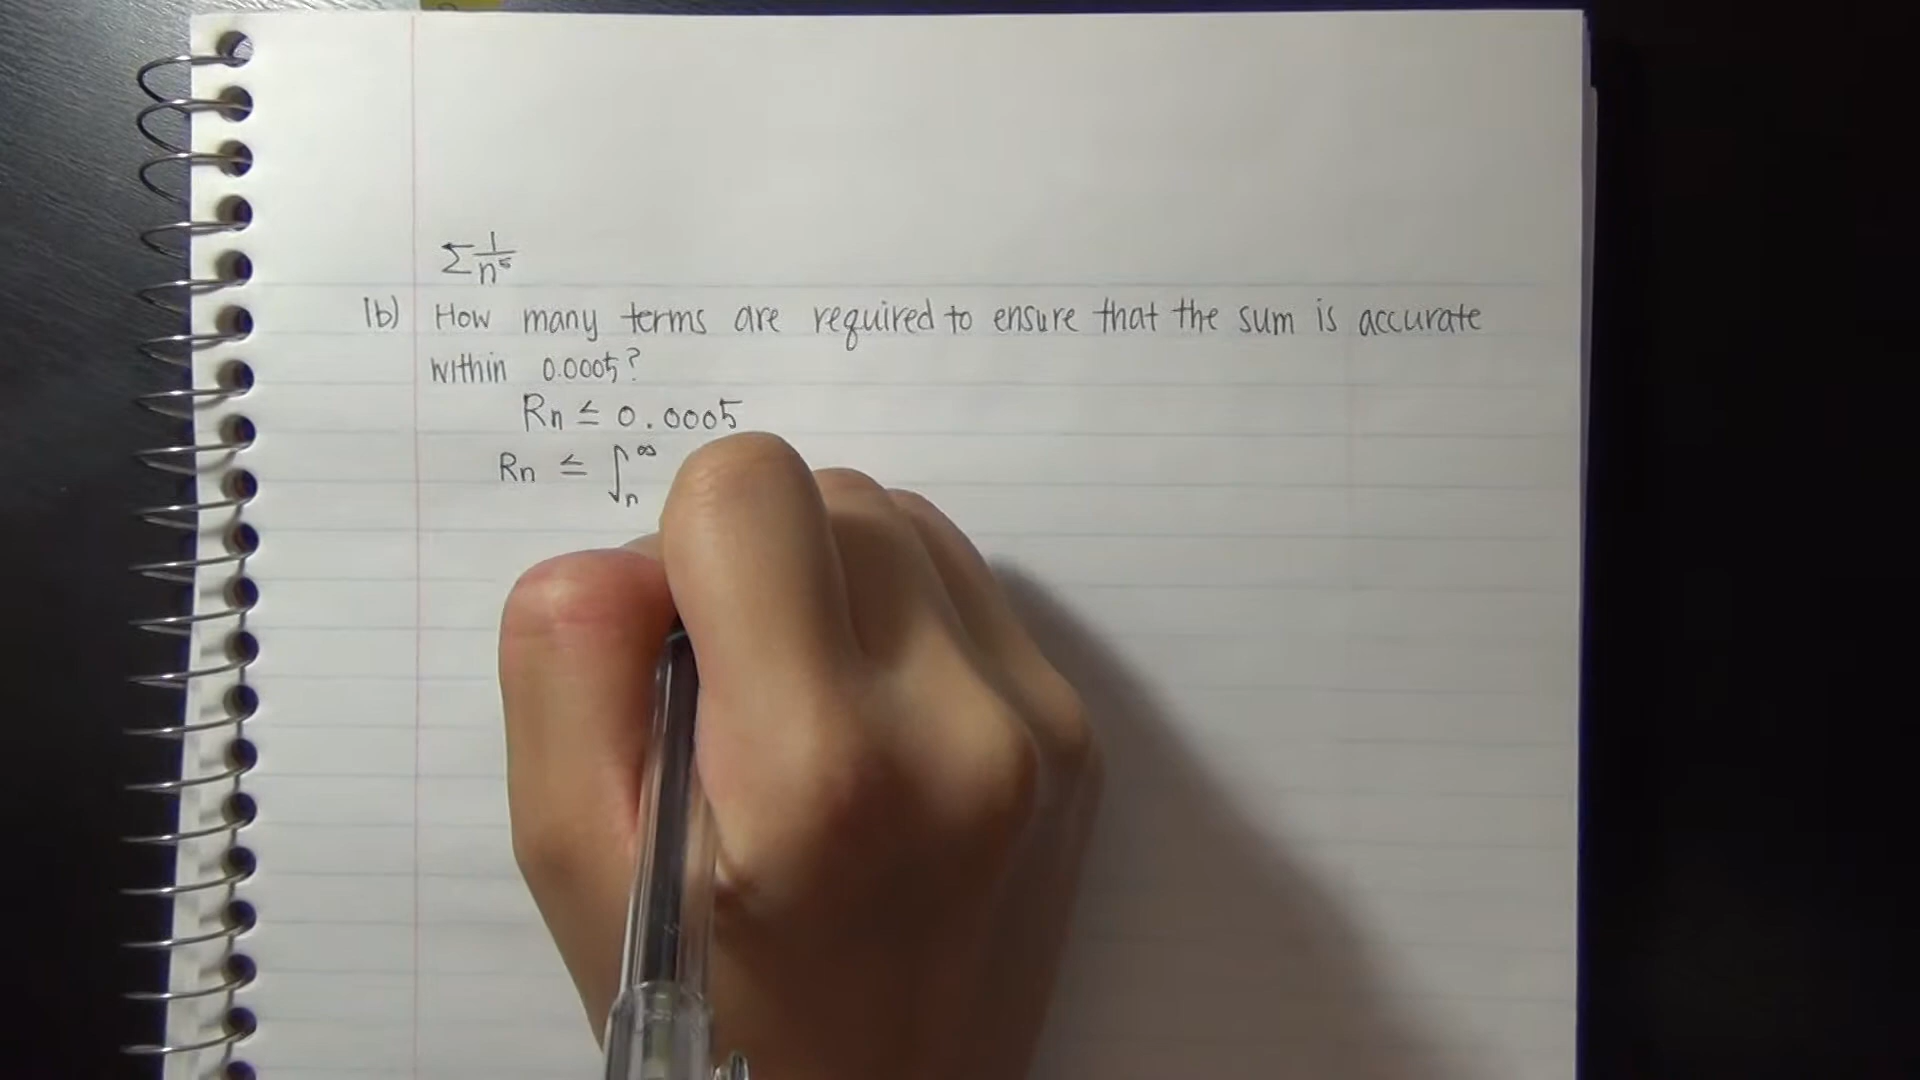 Σ 1/n⁵
1b) How many terms are required to ensure that the sum is accurate
within 0.0005?
Rn ≤ 0.0005
Rn ≤ ∫n^∞